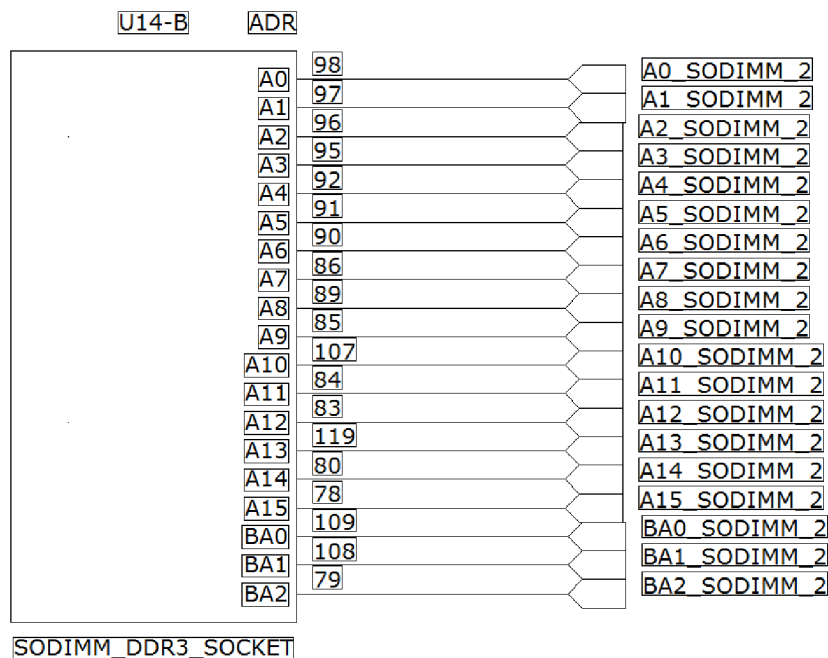 U14-B ADR
98
A0 A0_SODIMM_2
97
A1 A1_SODIMM_2
96
A2 A2_SODIMM_2
95
A3 A3_SODIMM_2
92
A4 A4_SODIMM_2
91
A5 A5_SODIMM_2
90
A6 A6_SODIMM_2
86
A7 A7_SODIMM_2
89
A8 A8_SODIMM_2
85
A9 A9_SODIMM_2
107
A10 A10_SODIMM_2
84
A11 A11_SODIMM_2
83
A12 A12_SODIMM_2
119
A13 A13_SODIMM_2
80
A14 A14_SODIMM_2
78
A15 A15_SODIMM_2
109
BA0 BA0_SODIMM_2
108
BA1 BA1_SODIMM_2
79
BA2 BA2_SODIMM_2
SODIMM_DDR3_SOCKET